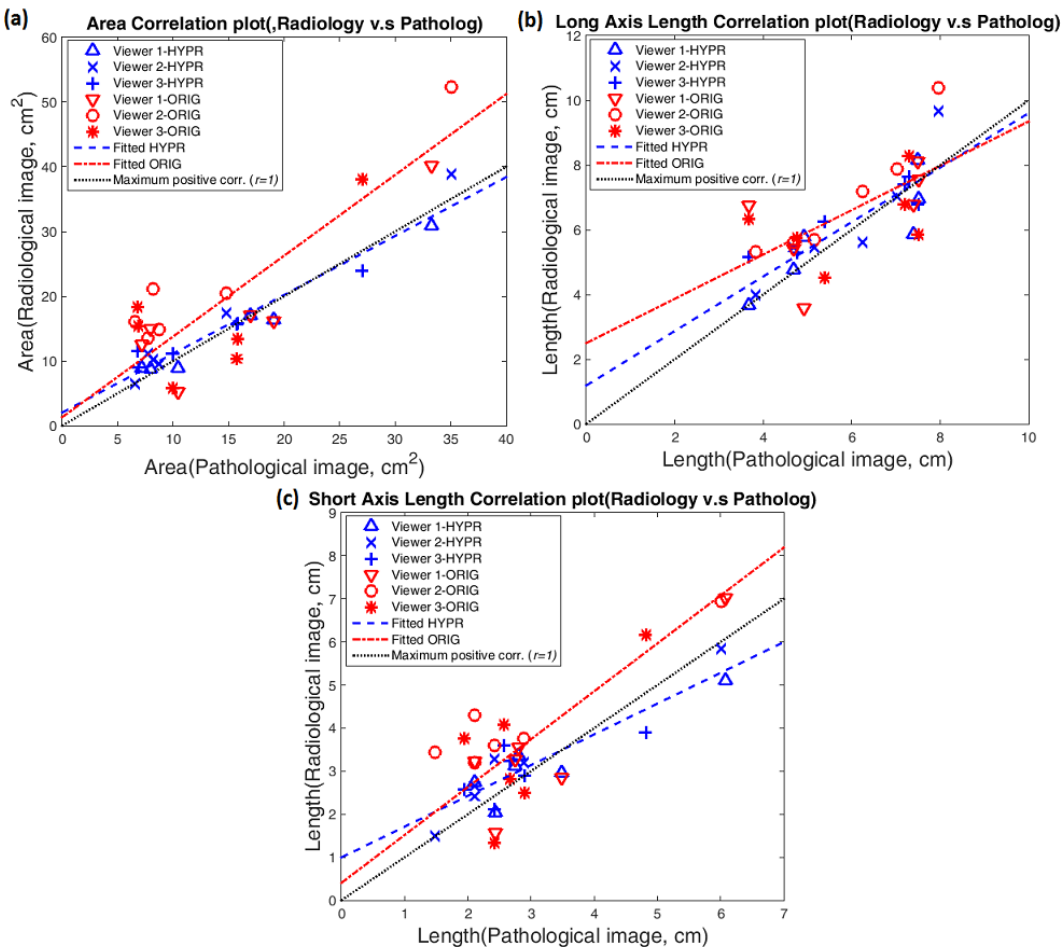 (a)
Area Correlation plot(,Radiology v.s Patholog)
60
50
40
30
20
10
0
Area(Radiological image, cm²)
Viewer 1-HYPR
Viewer 2-HYPR
Viewer 3-HYPR
Viewer 1-ORIG
Viewer 2-ORIG
Viewer 3-ORIG
Fitted HYPR
Fitted ORIG
Maximum positive corr. (r=1)
0 5 10 15 20 25 30 35 40
Area(Pathological image, cm²)
(b)
Long Axis Length Correlation plot(Radiology v.s Patholog)
12
10
8
6
4
2
0
Length(Radiological image, cm)
Viewer 1-HYPR
Viewer 2-HYPR
Viewer 3-HYPR
Viewer 1-ORIG
Viewer 2-ORIG
Viewer 3-ORIG
Fitted HYPR
Fitted ORIG
Maximum positive corr. (r=1)
0 2 4 6 8 10
Length(Pathological image, cm)
(c)
Short Axis Length Correlation plot(Radiology v.s Patholog)
9
8
7
6
5
4
3
2
1
0
Length(Radiological image, cm)
Viewer 1-HYPR
Viewer 2-HYPR
Viewer 3-HYPR
Viewer 1-ORIG
Viewer 2-ORIG
Viewer 3-ORIG
Fitted HYPR
Fitted ORIG
Maximum positive corr. (r=1)
0 1 2 3 4 5 6 7
Length(Pathological image, cm)